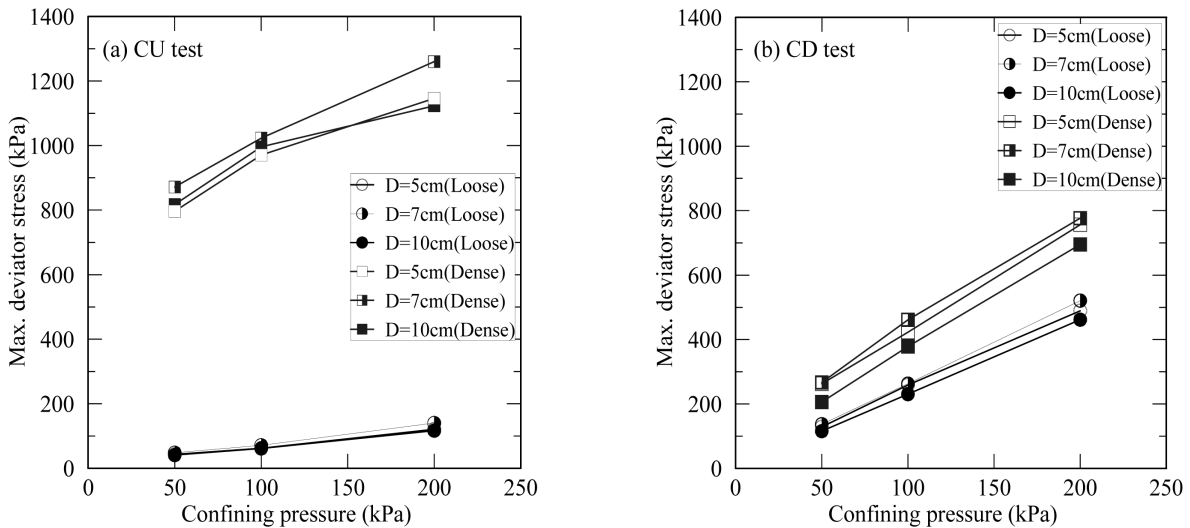 (a) CU test
Max. deviator stress (kPa)
1400
1200
1000
800
600
400
200
0
D=5cm(Loose)
D=7cm(Loose)
D=10cm(Loose)
D=5cm(Dense)
D=7cm(Dense)
D=10cm(Dense)
0 50 100 150 200 250
Confining pressure (kPa)
(b) CD test
Max. deviator stress (kPa)
1400
1200
1000
800
600
400
200
0
D=5cm(Loose)
D=7cm(Loose)
D=10cm(Loose)
D=5cm(Dense)
D=7cm(Dense)
D=10cm(Dense)
0 50 100 150 200 250
Confining pressure (kPa)